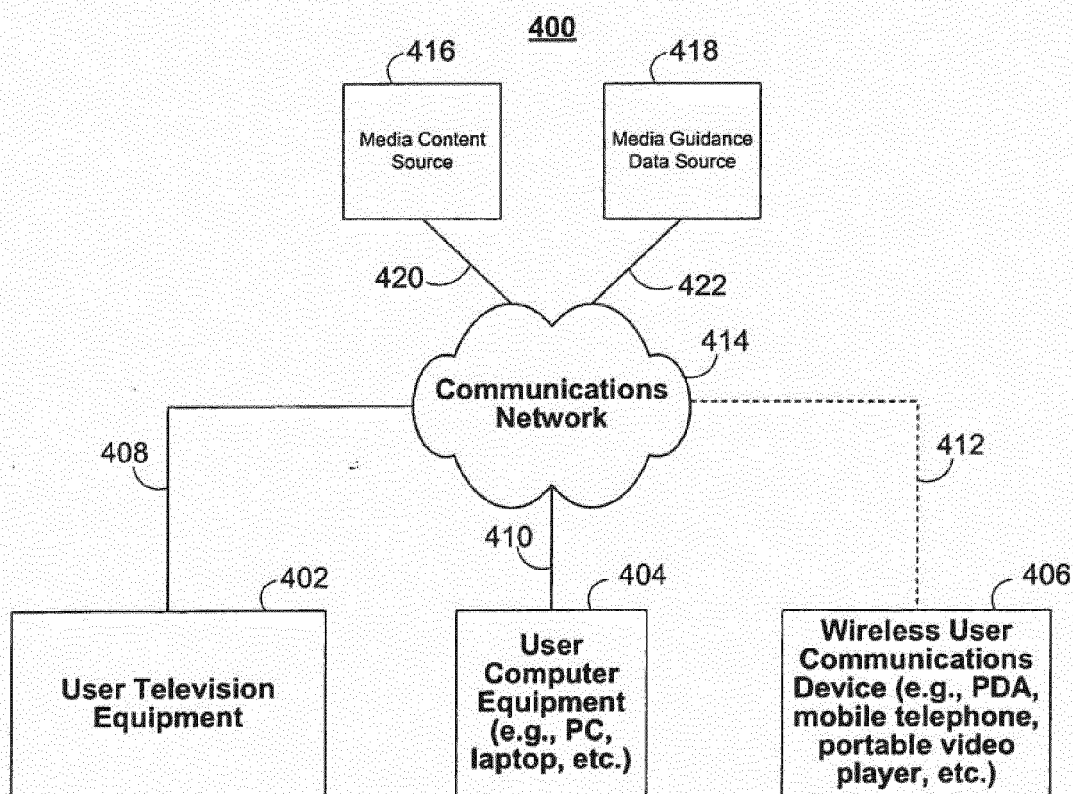 400
416
418
Media Content
Source
Media Guidance
Data Source
420
422
414
Communications
Network
408
412
410
402
404
406
User Television
Equipment
User
Computer
Equipment
(e.g., PC,
laptop, etc.)
Wireless User
Communications
Device (e.g., PDA,
mobile telephone,
portable video
player, etc.)